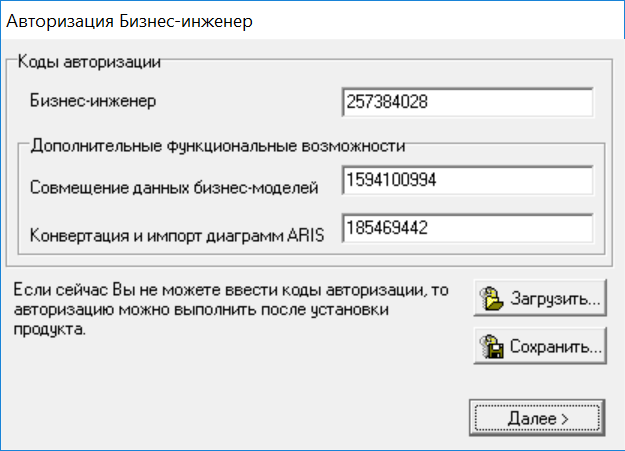 Авторизация Бизнес-инженер
Коды авторизации
Бизнес-инженер 257384028
Дополнительные функциональные возможности
Совмещение данных бизнес-моделей 1594100994
Конвертация и импорт диаграмм ARIS 185469442
Если сейчас Вы не можете ввести коды авторизации, то
авторизацию можно выполнить после установки
продукта.
Загрузить...
Сохранить...
Далее >